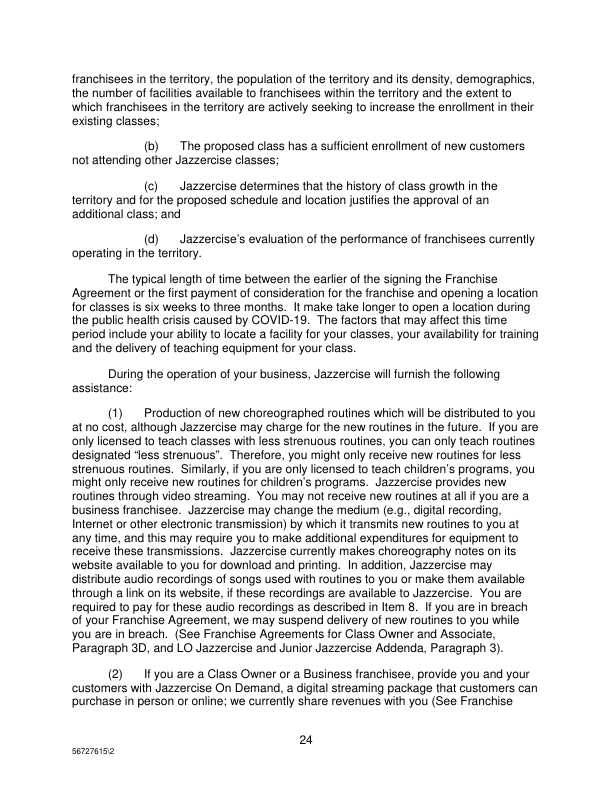 franchisees in the territory, the population of the territory and its density, demographics,
the number of facilities available to franchisees within the territory and the extent to
which franchisees in the territory are actively seeking to increase the enrollment in their
existing classes;
(b) The proposed class has a sufficient enrollment of new customers
not attending other Jazzercise classes;
(c) Jazzercise determines that the history of class growth in the
territory and for the proposed schedule and location justifies the approval of an
additional class; and
(d) Jazzercise's evaluation of the performance of franchisees currently
operating in the territory.
The typical length of time between the earlier of the signing the Franchise
Agreement or the first payment of consideration for the franchise and opening a location
for classes is six weeks to three months. It make take longer to open a location during
the public health crisis caused by COVID-19. The factors that may affect this time
period include your ability to locate a facility for your classes, your availability for training
and the delivery of teaching equipment for your class.
During the operation of your business, Jazzercise will furnish the following
assistance:
(1) Production of new choreographed routines which will be distributed to you
at no cost, although Jazzercise may charge for the new routines in the future. If you are
only licensed to teach classes with less strenuous routines, you can only teach routines
designated "less strenuous". Therefore, you might only receive new routines for less
strenuous routines. Similarly, if you are only licensed to teach children's programs, you
might only receive new routines for children's programs. Jazzercise provides new
routines through video streaming. You may not receive new routines at all if you are a
business franchisee. Jazzercise may change the medium (e.g., digital recording,
Internet or other electronic transmission) by which it transmits new routines to you at
any time, and this may require you to make additional expenditures for equipment to
receive these transmissions. Jazzercise currently makes choreography notes on its
website available to you for download and printing. In addition, Jazzercise may
distribute audio recordings of songs used with routines to you or make them available
through a link on its website, if these recordings are available to Jazzercise. You are
required to pay for these audio recordings as described in Item 8. If you are in breach
of your Franchise Agreement, we may suspend delivery of new routines to you while
you are in breach. (See Franchise Agreements for Class Owner and Associate,
Paragraph 3D, and LO Jazzercise and Junior Jazzercise Addenda, Paragraph 3).
(2) If you are a Class Owner or a Business franchisee, provide you and your
customers with Jazzercise On Demand, a digital streaming package that customers can
purchase in person or online; we currently share revenues with you (See Franchise
24
56727615\2